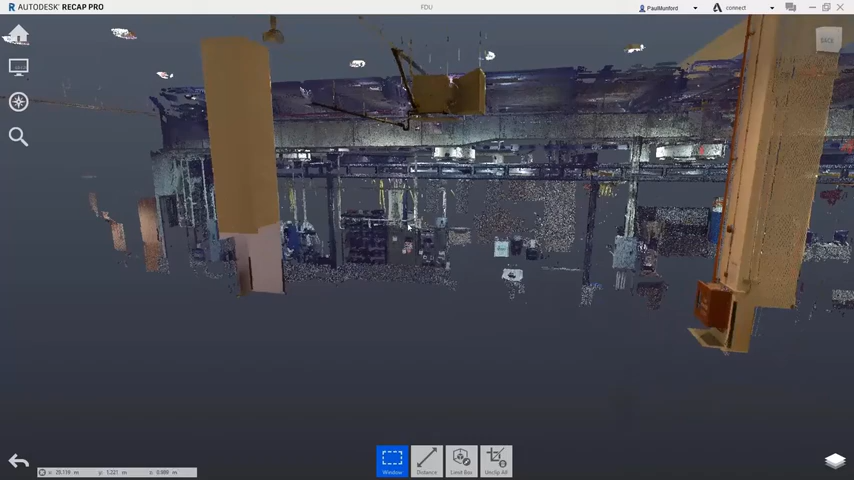 R AUTODESK® RECAP PRO
FDU
PaulMunford
connect
BACK
Window
Distance
Limit Box
Unclip All